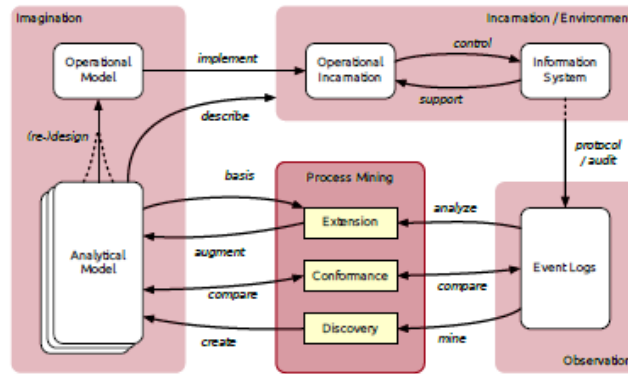 Imagination
Incarnation / Environment
Operational
Model
implement
Operational
Incarnation
control
support
Information
System
describe
(re-)design
protocol
/ audit
basis
Process Mining
analyze
Extension
augment
Analytical
Model
Conformance
Event Logs
compare
compare
Discovery
create
mine
Observation